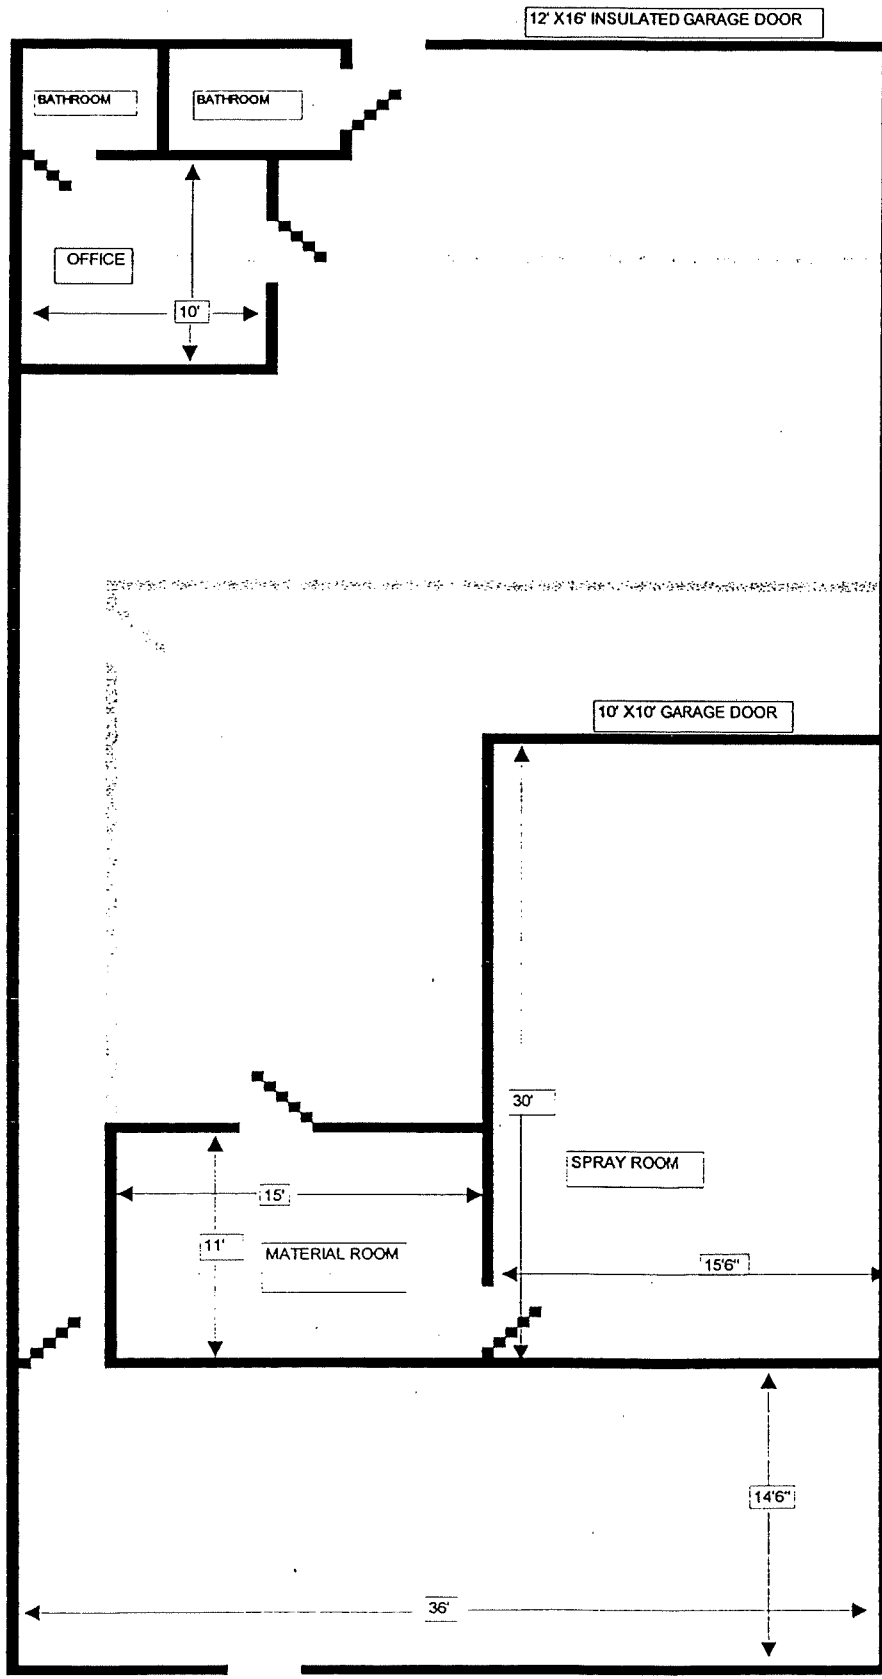 12' X16' INSULATED GARAGE DOOR
BATHROOM
BATHROOM
OFFICE
10'
10' X10' GARAGE DOOR
30'
SPRAY ROOM
15'
11'
MATERIAL ROOM
15'6"
14'6"
36'